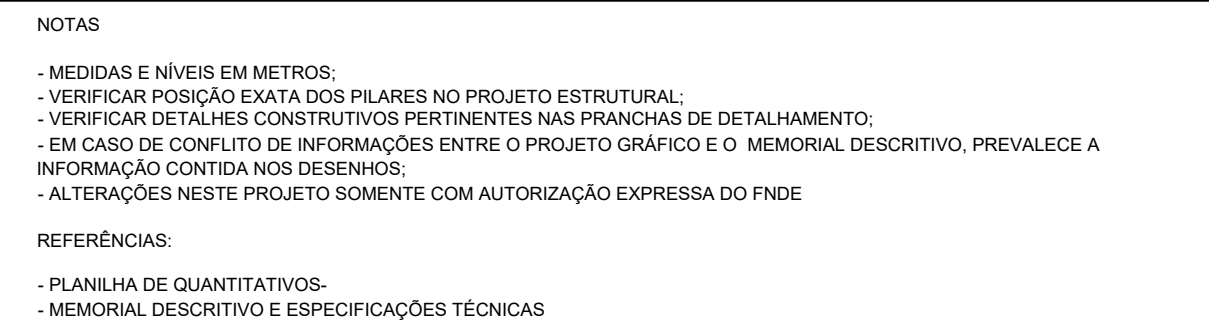 NOTAS
- MEDIDAS E NÍVEIS EM METROS;
- VERIFICAR POSIÇÃO EXATA DOS PILARES NO PROJETO ESTRUTURAL;
- VERIFICAR DETALHES CONSTRUTIVOS PERTINENTES NAS PRANCHAS DE DETALHAMENTO;
- EM CASO DE CONFLITO DE INFORMAÇÕES ENTRE O PROJETO GRÁFICO E O  MEMORIAL DESCRITIVO, PREVALECE A
INFORMAÇÃO CONTIDA NOS DESENHOS;
- ALTERAÇÕES NESTE PROJETO SOMENTE COM AUTORIZAÇÃO EXPRESSA DO FNDE
REFERÊNCIAS:
- PLANILHA DE QUANTITATIVOS-
- MEMORIAL DESCRITIVO E ESPECIFICAÇÕES TÉCNICAS